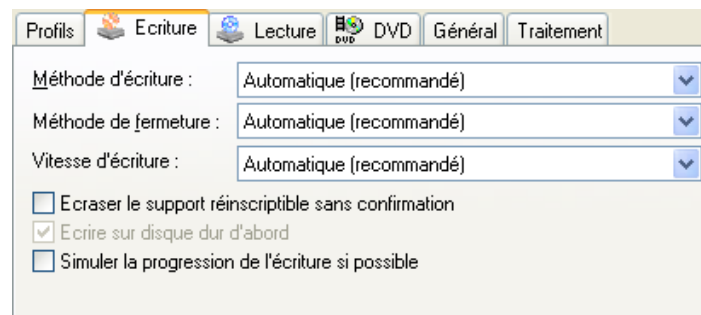 Profils Ecriture Lecture DVD DVD Général Traitement
Méthode d'écriture : Automatique (recommandé)
Méthode de fermeture : Automatique (recommandé)
Vitesse d'écriture : Automatique (recommandé)
Ecraser le support réinscriptible sans confirmation
Ecrire sur disque dur d'abord
Simuler la progression de l'écriture si possible